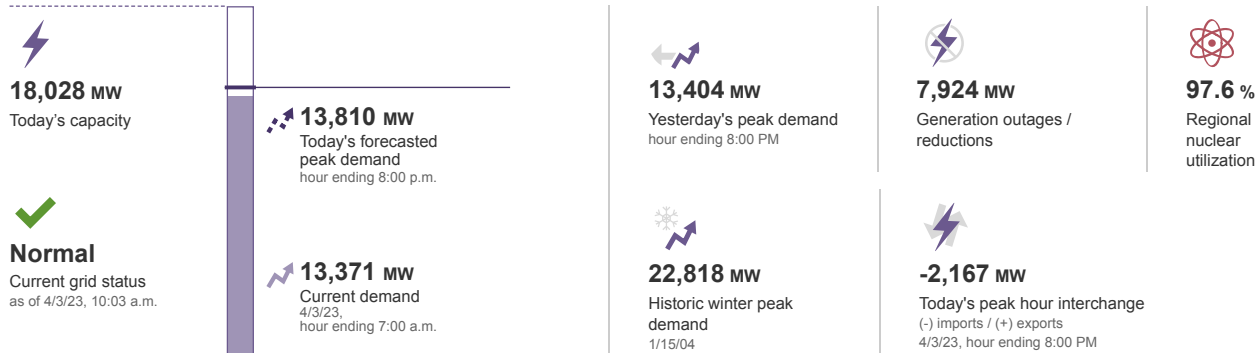 18,028 MW
Today's capacity
Normal
Current grid status
as of 4/3/23, 10:03 a.m.
13,810 MW
Today's forecasted
peak demand
hour ending 8:00 p.m.
13,371 MW
Current demand
4/3/23,
hour ending 7:00 a.m.
13,404 MW
Yesterday's peak demand
hour ending 8:00 PM
7,924 MW
Generation outages /
reductions
97.6 %
Regional
nuclear
utilization
22,818 MW
Historic winter peak
demand
1/15/04
-2,167 MW
Today's peak hour interchange
(-) imports / (+) exports
4/3/23, hour ending 8:00 PM